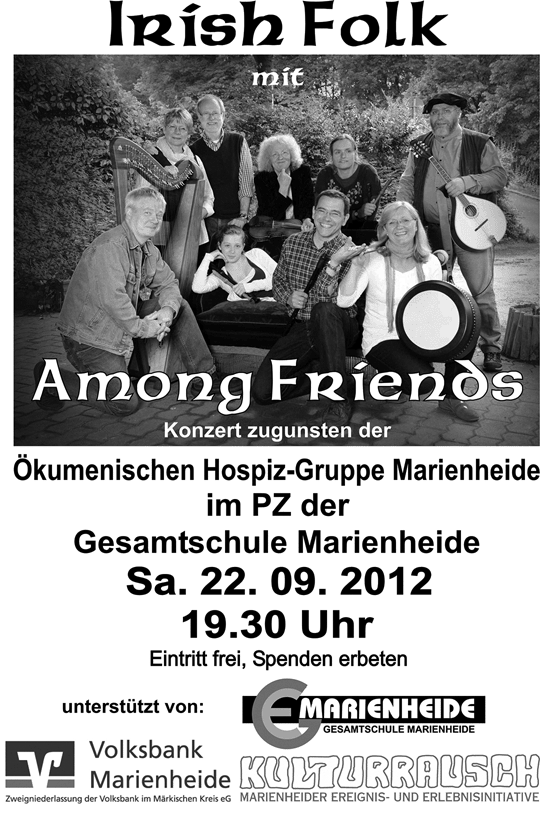 Irish Folk
mit
Among Friends
Konzert zugunsten der
Ökumenischen Hospiz-Gruppe Marienheide
im PZ der
Gesamtschule Marienheide
Sa. 22. 09. 2012
19.30 Uhr
Eintritt frei, Spenden erbeten
unterstützt von:
GE MARIENHEIDE
GESAMTSCHULE MARIENHEIDE
Volksbank
Marienheide
Zweigniederlassung der Volksbank im Märkischen Kreis eG
KULTURRAUSCH
MARIENHEIDER EREIGNIS- UND ERLEBNISINITIATIVE